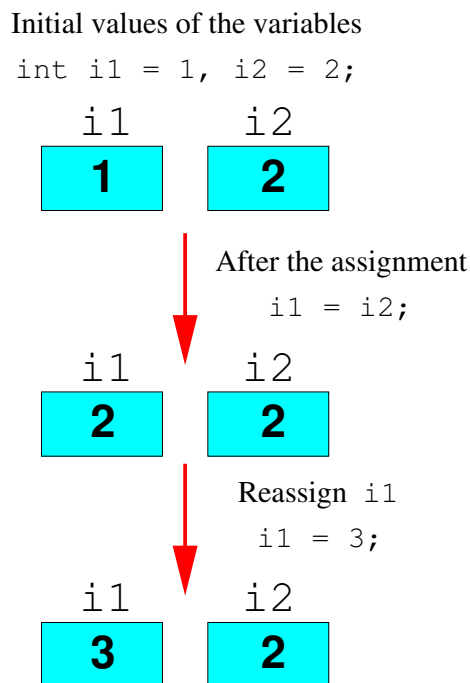 Initial values of the variables
int i1 = 1, i2 = 2;
i1 i2
1 2
After the assignment
i1 = i2;
i1 i2
2 2
Reassign i1
i1 = 3;
i1 i2
3 2